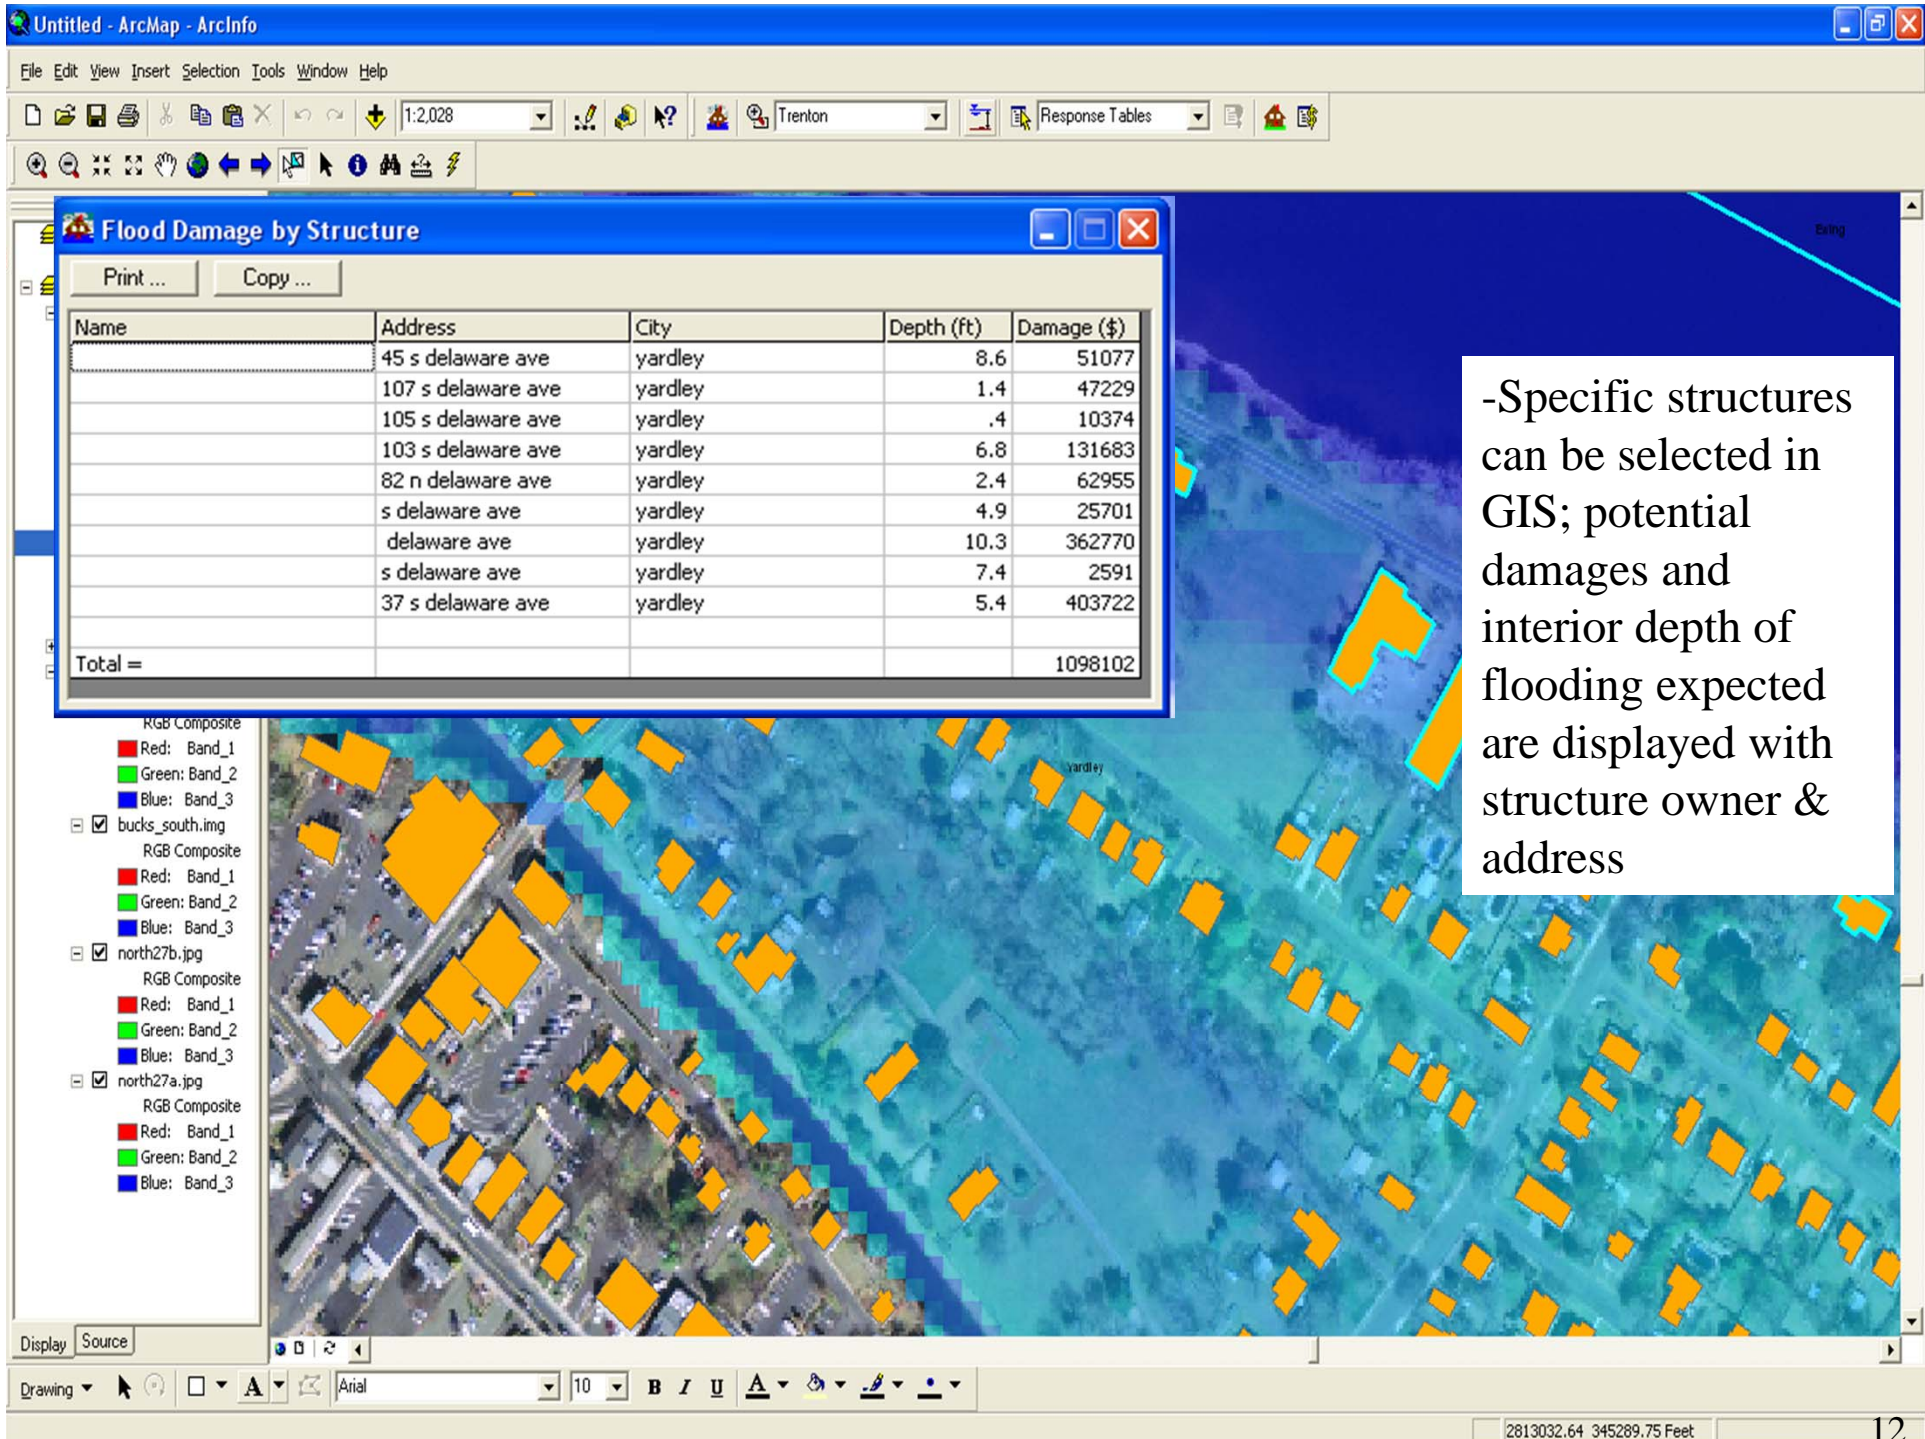 Untitled - ArcMap - ArcInfo
File Edit View Insert Selection Tools Window Help
1:2,028 Trenton Response Tables
Flood Damage by Structure
Print ... Copy ...
Name Address City Depth (ft) Damage ($)
45 s delaware ave yardley 8.6 51077
107 s delaware ave yardley 1.4 47229
105 s delaware ave yardley .4 10374
103 s delaware ave yardley 6.8 131683
82 n delaware ave yardley 2.4 62955
s delaware ave yardley 4.9 25701
delaware ave yardley 10.3 362770
s delaware ave yardley 7.4 2591
37 s delaware ave yardley 5.4 403722
Total = 1098102
Ewing
-Specific structures
can be selected in
GIS; potential
damages and
interior depth of
flooding expected
are displayed with
structure owner &
address
Yardley
RGB Composite
Red: Band_1
Green: Band_2
Blue: Band_3
bucks_south.img
RGB Composite
Red: Band_1
Green: Band_2
Blue: Band_3
north27b.jpg
RGB Composite
Red: Band_1
Green: Band_2
Blue: Band_3
north27a.jpg
RGB Composite
Red: Band_1
Green: Band_2
Blue: Band_3
Display Source
Drawing A Arial 10 B I U A
2813032.64 345289.75 Feet
12